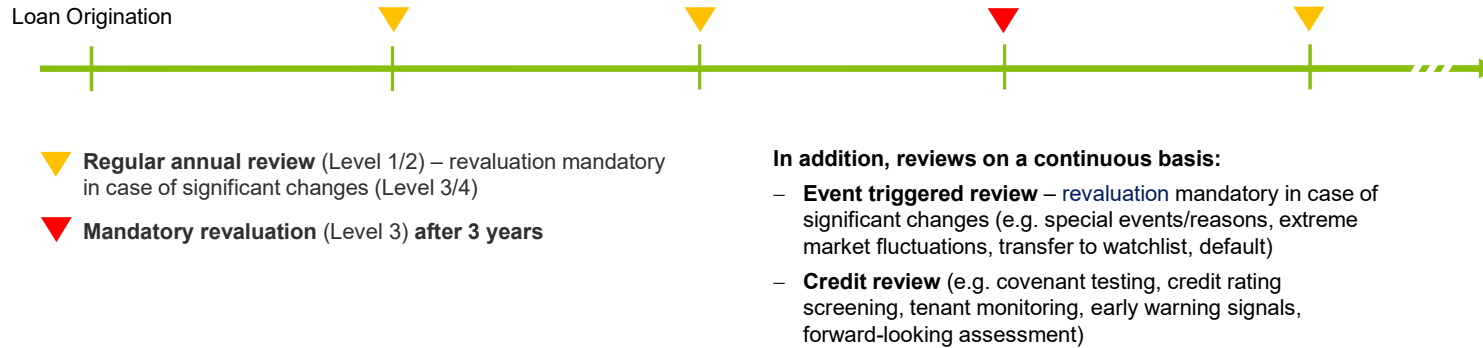 Loan Origination
Regular annual review (Level 1/2) – revaluation mandatory
in case of significant changes (Level 3/4)
Mandatory revaluation (Level 3) after 3 years
In addition, reviews on a continuous basis:
– Event triggered review – revaluation mandatory in case of
significant changes (e.g. special events/reasons, extreme
market fluctuations, transfer to watchlist, default)
– Credit review (e.g. covenant testing, credit rating
screening, tenant monitoring, early warning signals,
forward-looking assessment)